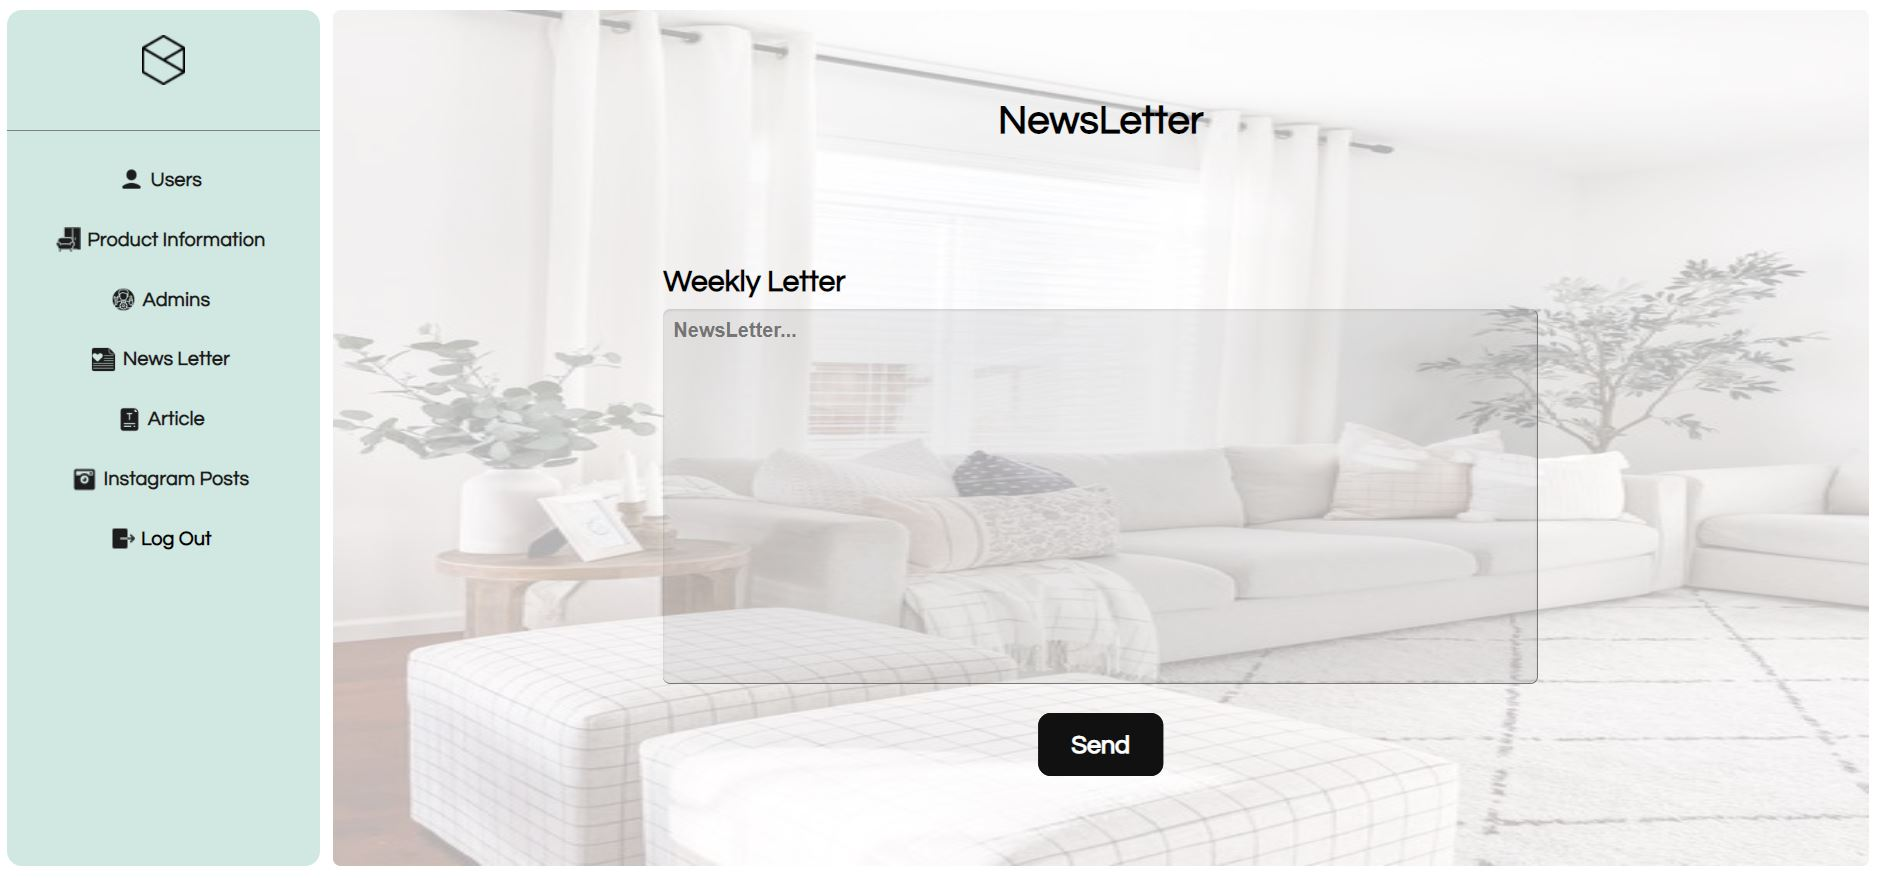 Users
Product Information
Admins
News Letter
Article
Instagram Posts
Log Out
NewsLetter
Weekly Letter
NewsLetter...
Send